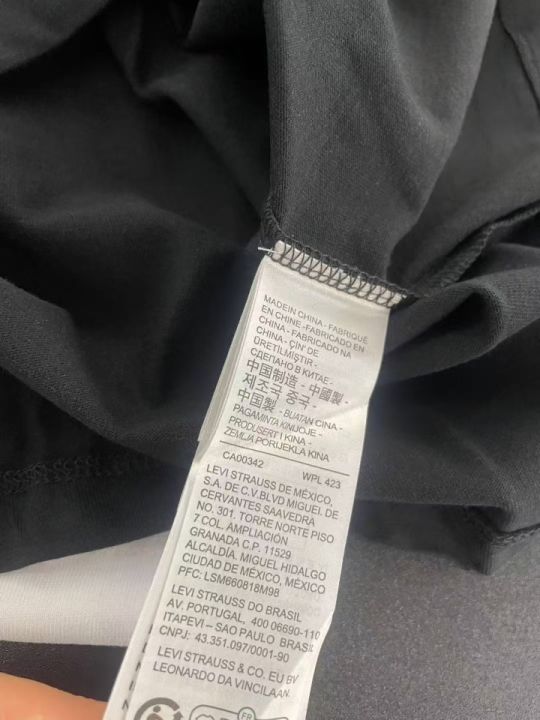 MADE IN CHINA - FABRIQUÉ
EN CHINE - FABRICADO EN
CHINA - FABRICADO NA
CHINA - ÇİN' DE
ÜRETİLMİŞTİR -
СДЕЛАНО В КИТАЕ -
中国制造 - 中國製 -
제조국 중국 -
中国製 - BUATAN CINA -
PAGAMINTA KINIJOJE -
PRODUSERT I KINA -
ZEMLJA PORIJEKLA KINA
CA00342 WPL 423
LEVI STRAUSS DE MÉXICO,
S.A. DE C.V.BLVD MIGUEL DE
CERVANTES SAAVEDRA
NO. 301. TORRE NORTE PISO
7 COL. AMPLIACIÓN
GRANADA C.P. 11529
ALCALDÍA. MIGUEL HIDALGO
CIUDAD DE MÉXICO, MÉXICO
PFC: LSM660818M98
LEVI STRAUSS DO BRASIL
AV. PORTUGAL, 400 06690-110
ITAPEVI – SAO PAULO BRASIL
CNPJ: 43.351.097/0001-90
LEVI STRAUSS & CO. EU BV
LEONARDO DA VINCILAAN
FR